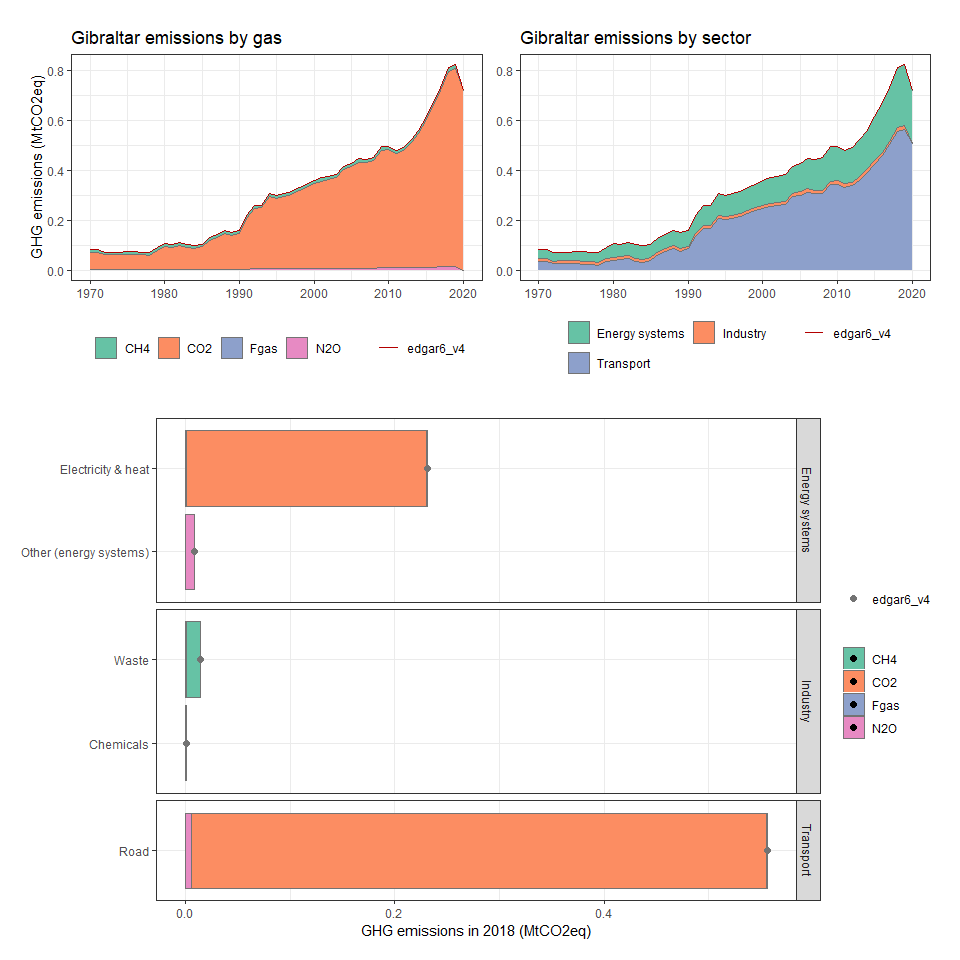 Gibraltar emissions by gas
GHG emissions (MtCO2eq)
0.8
0.6
0.4
0.2
0.0
1970
1980
1990
2000
2010
2020
CH4
CO2
Fgas
N2O
edgar6_v4
Gibraltar emissions by sector
0.8
0.6
0.4
0.2
0.0
1970
1980
1990
2000
2010
2020
Energy systems
Industry
edgar6_v4
Transport
Electricity & heat
Other (energy systems)
Energy systems
Waste
Chemicals
Industry
Road
Transport
0.0
0.2
0.4
GHG emissions in 2018 (MtCO2eq)
edgar6_v4
CH4
CO2
Fgas
N2O